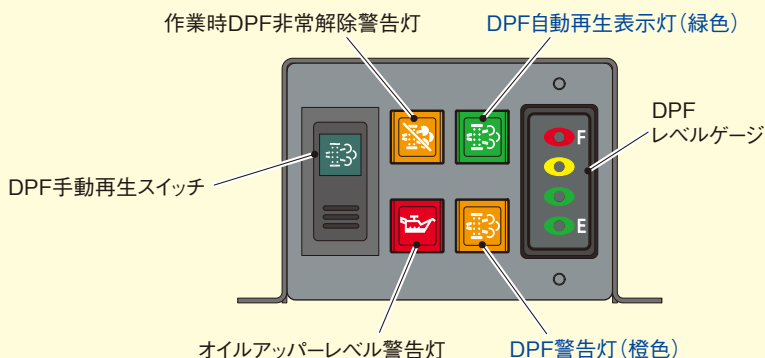 作業時DPF非常解除警告灯
DPF自動再生表示灯（緑色）
DPF
レベルゲージ
F
DPF手動再生スイッチ
E
オイルアッパーレベル警告灯
DPF警告灯（橙色）